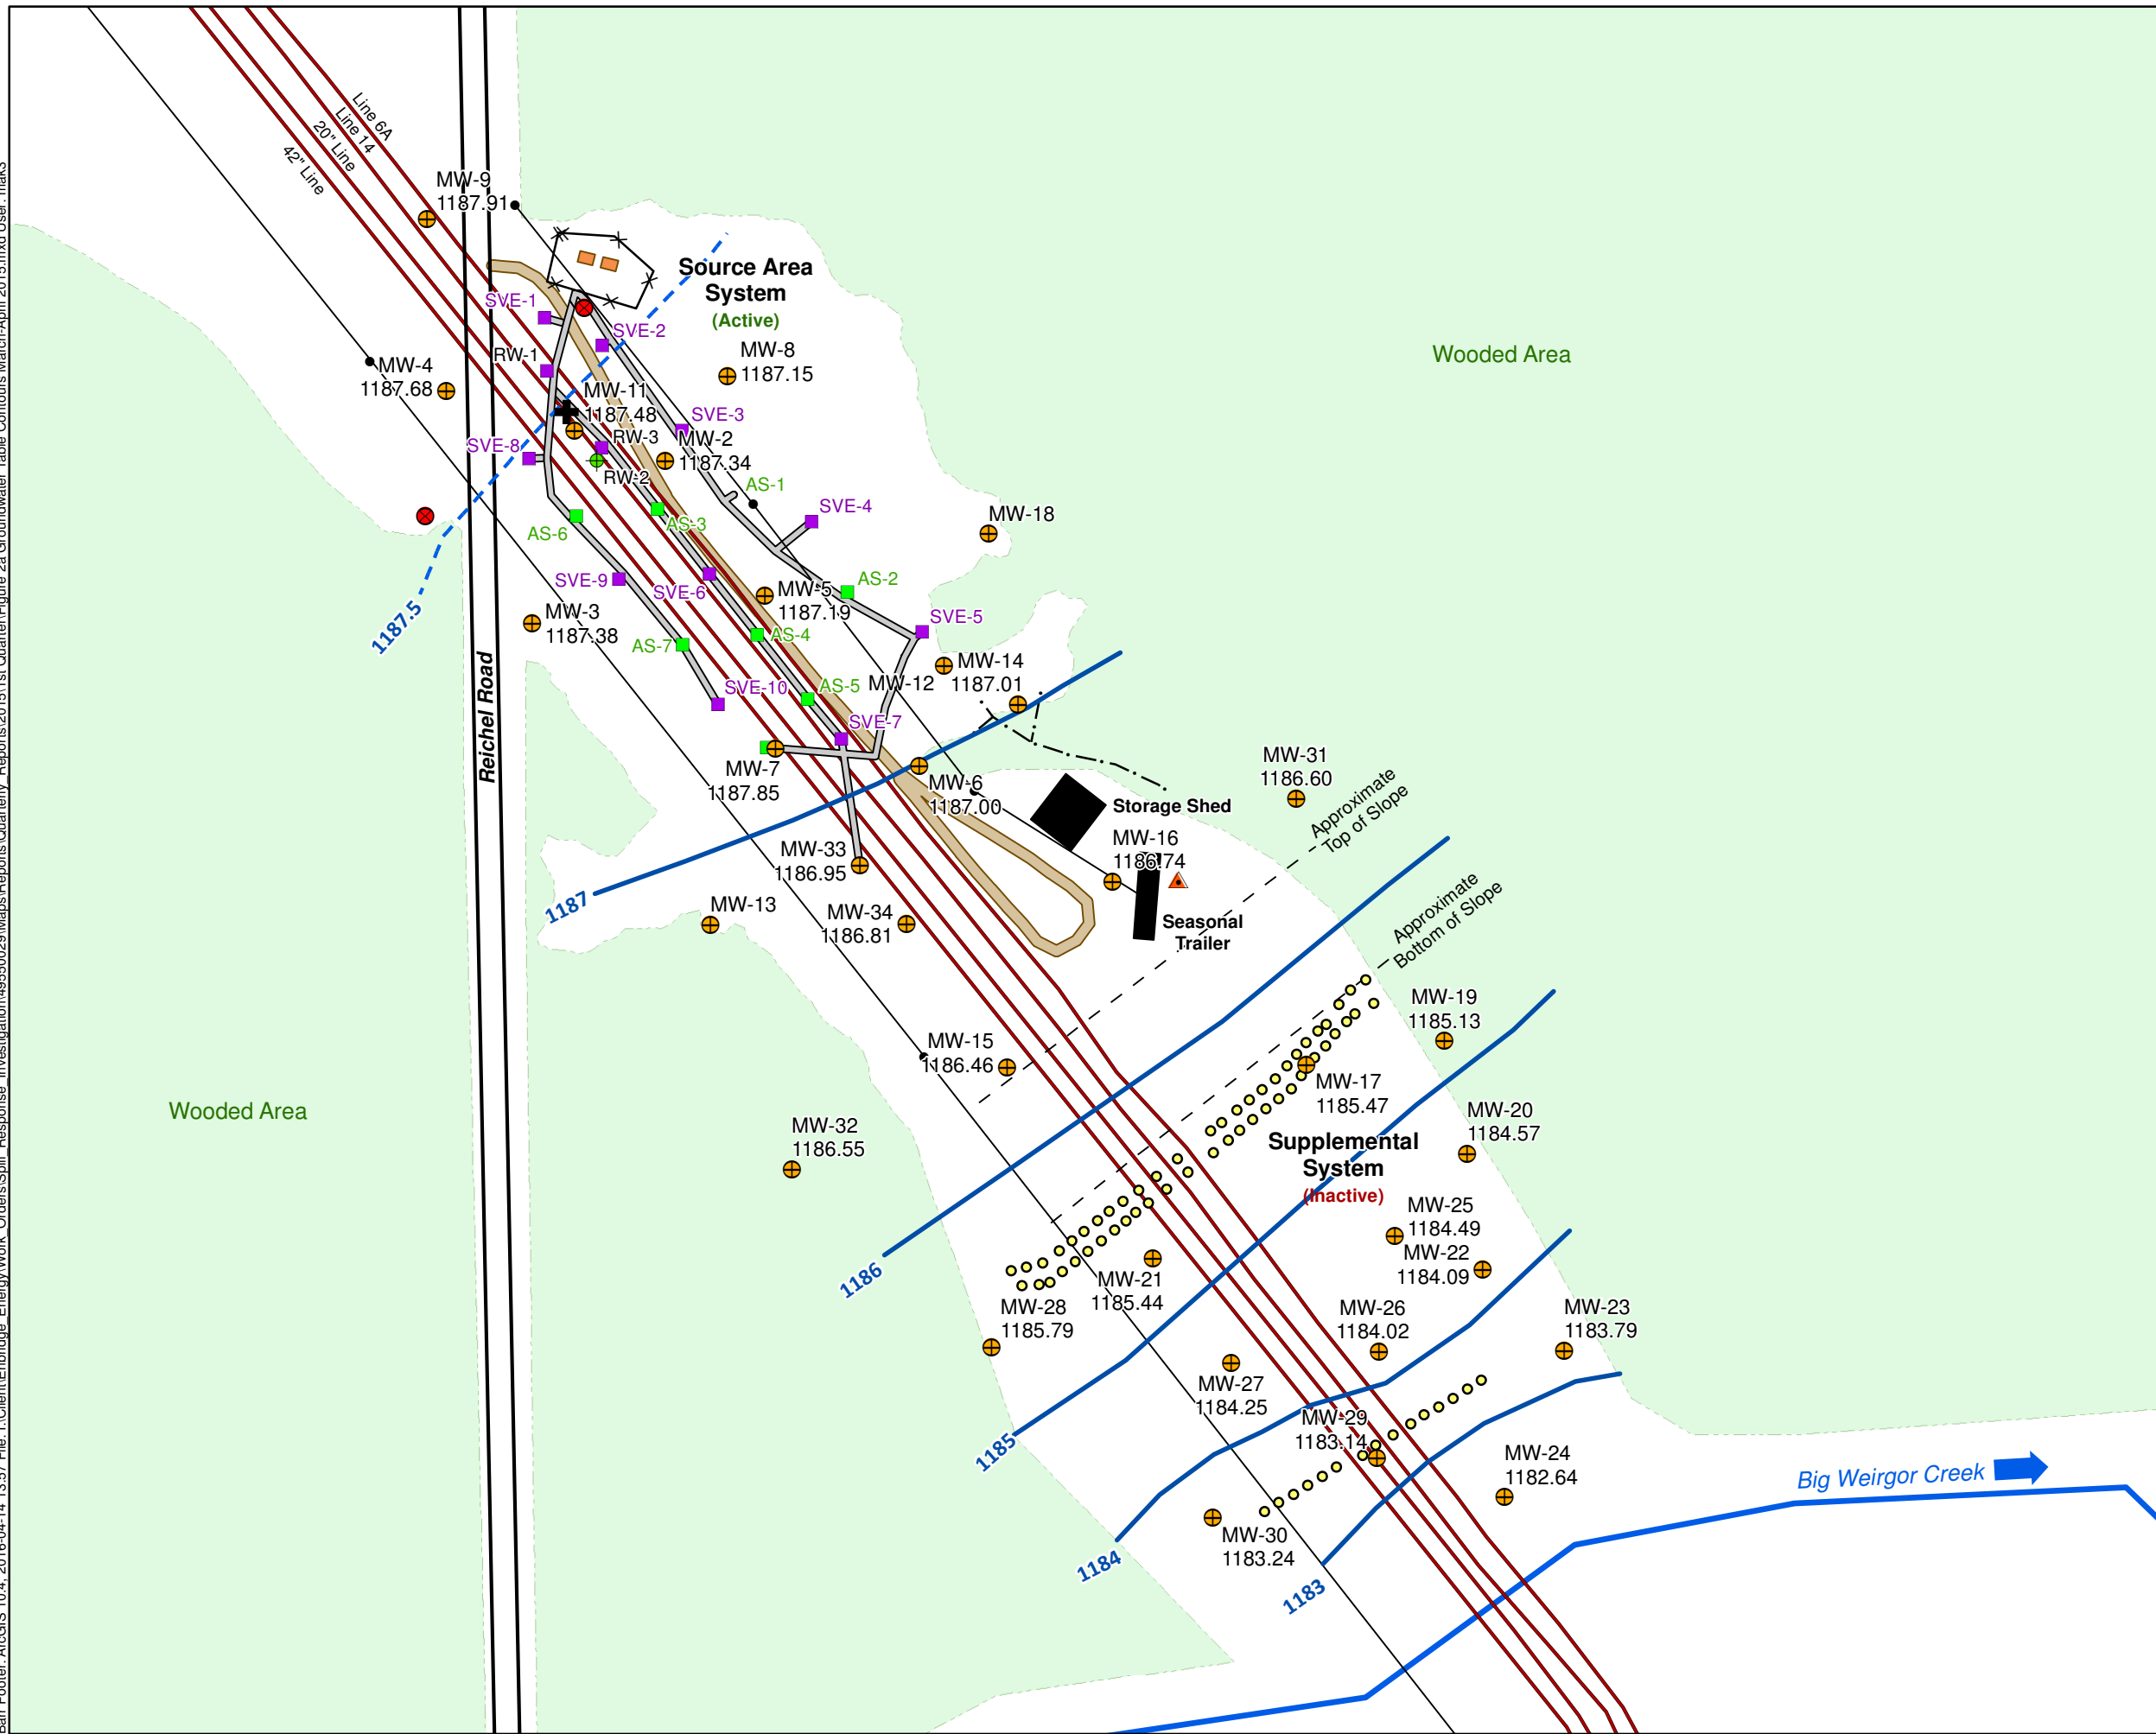 Line 6A
Line 14
20" Line
42" Line
MW-9
1187.91
Source Area
System
(Active)
SVE-1
SVE-2
MW-8
1187.15
Wooded Area
RW-1
MW-4
1187.68
MW-11
1187.48
SVE-3
RW-3
MW-2
1187.34
SVE-8
RW-2
AS-1
SVE-4
MW-18
AS-3
AS-6
SVE-9
SVE-6
MW-5
1187.19
AS-2
1187.5
MW-3
1187.38
SVE-5
AS-4
AS-7
MW-14
1187.01
MW-12
SVE-10
AS-5
SVE-7
Reichel Road
MW-7
1187.85
MW-6
1187.00
MW-31
1186.60
Storage Shed
Approximate
Top of Slope
MW-16
1186.74
MW-33
1186.95
1187
MW-13
MW-34
1186.81
Seasonal
Trailer
Approximate
Bottom of Slope
MW-19
1185.13
MW-15
1186.46
MW-17
1185.47
Wooded Area
MW-32
1186.55
MW-20
1184.57
Supplemental
System
(Inactive)
MW-25
1184.49
MW-22
1184.09
1186
MW-21
1185.44
MW-28
1185.79
MW-26
1184.02
MW-23
1183.79
MW-27
1184.25
MW-29
1183.14
1185
MW-24
1182.64
Big Weirgor Creek
MW-30
1183.24
1184
1183